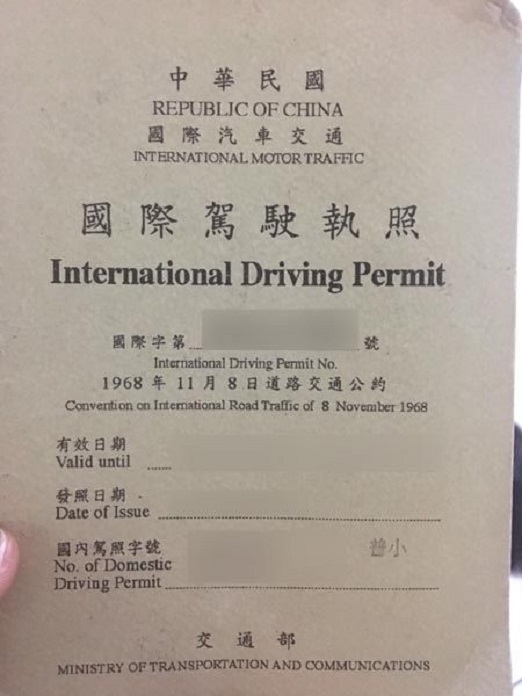 中華民國
REPUBLIC OF CHINA
國際汽車交通
INTERNATIONAL MOTOR TRAFFIC
國際駕駛執照
International Driving Permit
國際字第 號
International Driving Permit No.
1968年11月8日道路交通公約
Convention on International Road Traffic of 8 November 1968
有效日期
Valid until
發照日期
Date of Issue
國內駕照字號 普小
No. of Domestic
Driving Permit
交通部
MINISTRY OF TRANSPORTATION AND COMMUNICATIONS